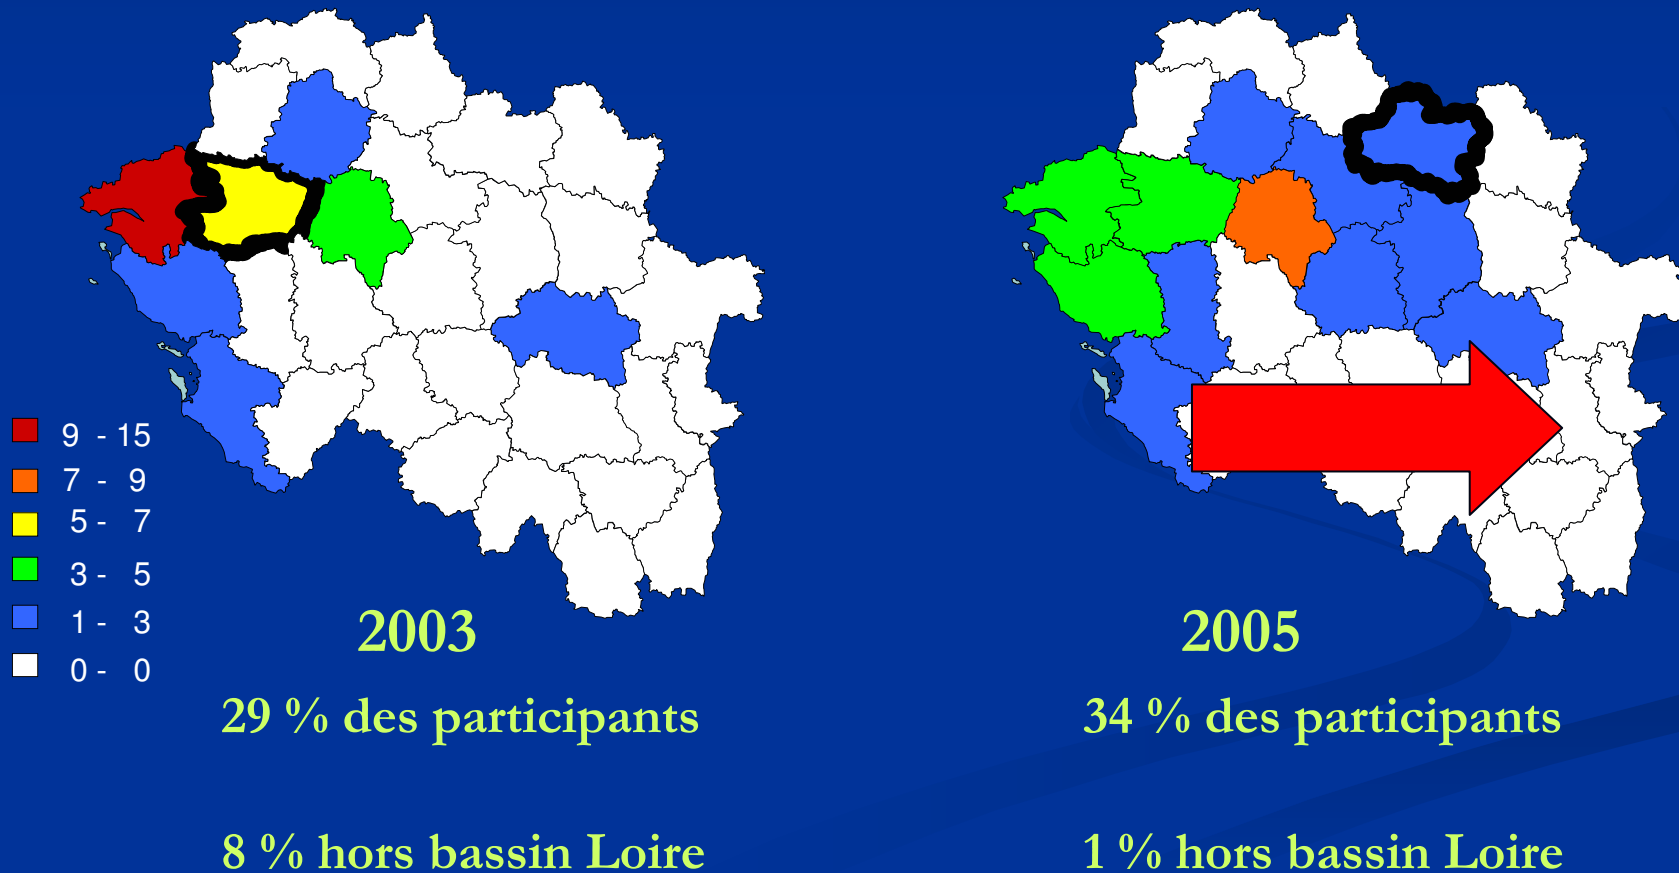 9 - 15
7 - 9
5 - 7
3 - 5
1 - 3
0 - 0
2003
29 % des participants
8 % hors bassin Loire
2005
34 % des participants
1 % hors bassin Loire